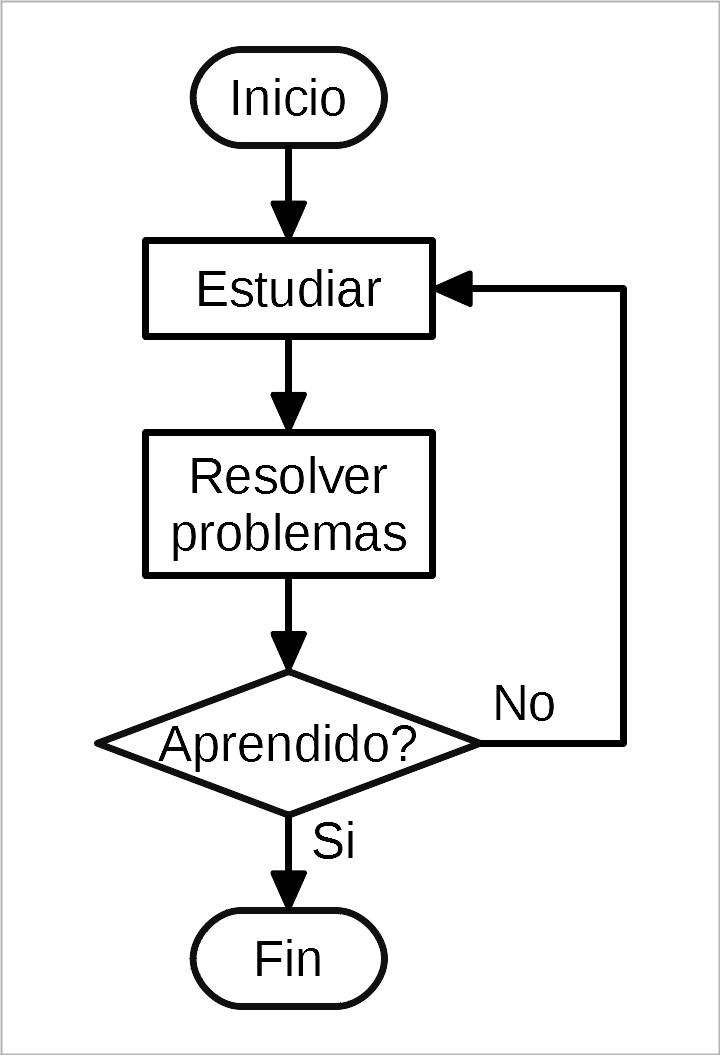 Inicio
Estudiar
Resolver
problemas
Aprendido?
No
Si
Fin